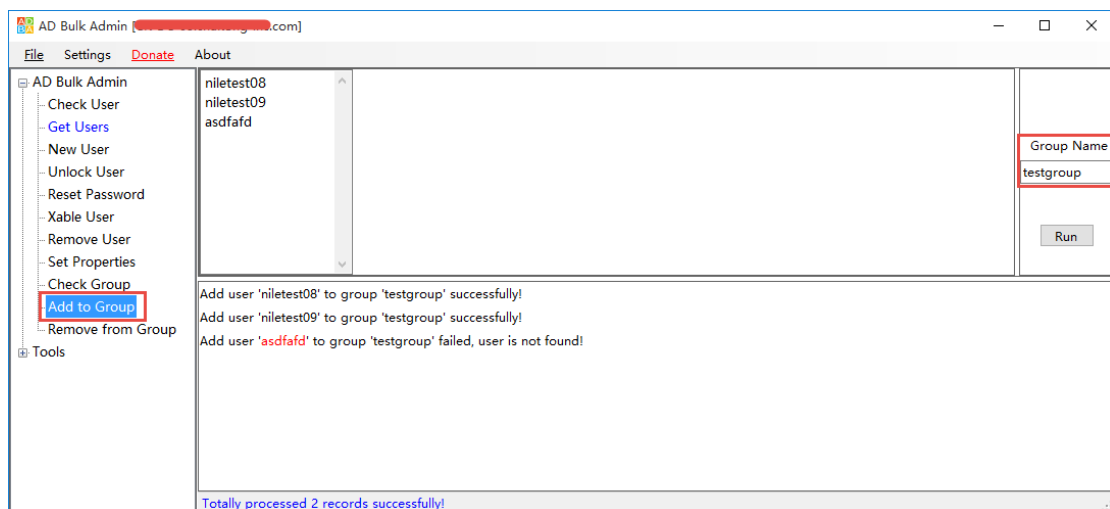 AD Bulk Admin [ .com]
File Settings Donate About
AD Bulk Admin
Check User
Get Users
New User
Unlock User
Reset Password
Xable User
Remove User
Set Properties
Check Group
Add to Group
Remove from Group
Tools
niletest08
niletest09
asdfafd
Group Name
testgroup
Run
Add user 'niletest08' to group 'testgroup' successfully!
Add user 'niletest09' to group 'testgroup' successfully!
Add user 'asdfafd' to group 'testgroup' failed, user is not found!
Totally processed 2 records successfully!